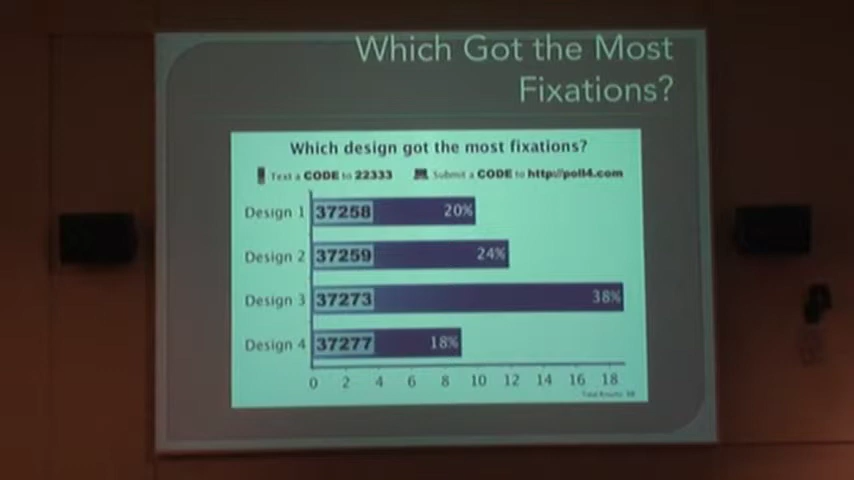 Which Got the Most
Fixations?
Which design got the most fixations?
Text a CODE to 22333 Submit a CODE to http://poll4.com
Design 1 37258 20%
Design 2 37259 24%
Design 3 37273 38%
Design 4 37277 18%
0 2 4 6 8 10 12 14 16 18
Total Results: